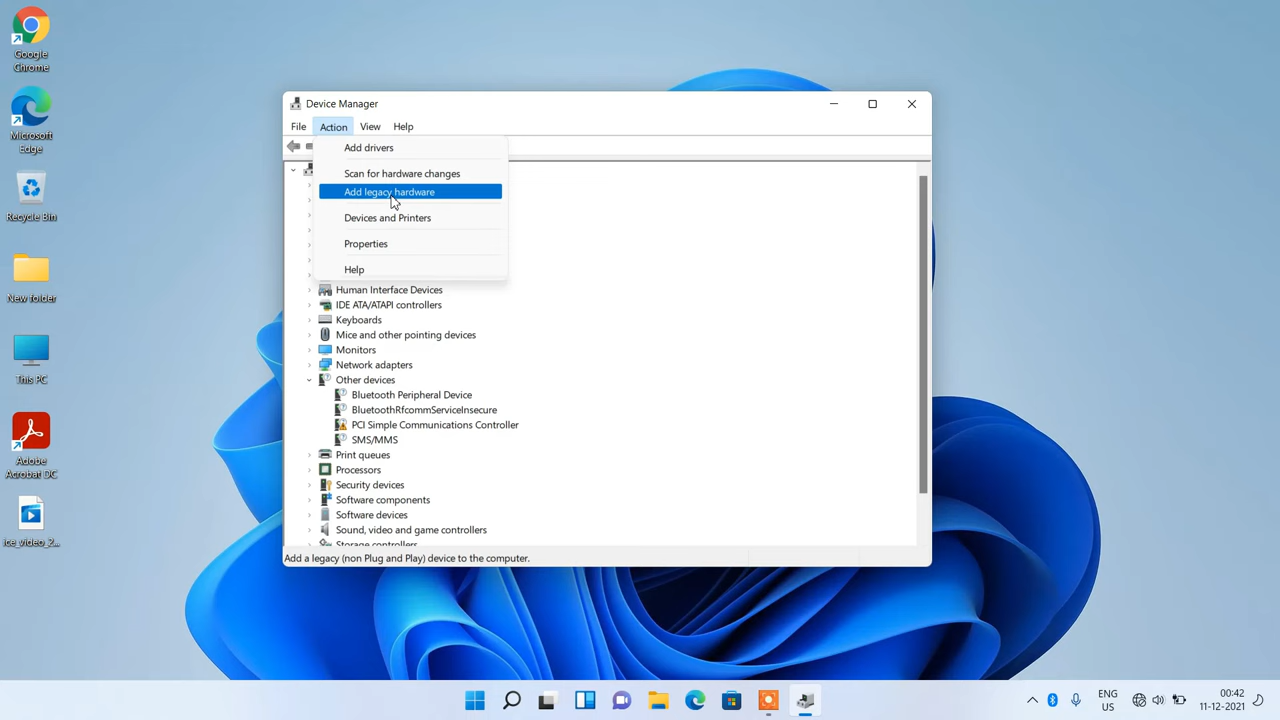 Google
Chrome
Microsoft
Edge
Recycle Bin
New folder
This PC
Adobe
Acrobat DC
ice_video_2...
Device Manager
File Action View Help
Add drivers
Scan for hardware changes
Add legacy hardware
Devices and Printers
Properties
Help
Human Interface Devices
IDE ATA/ATAPI controllers
Keyboards
Mice and other pointing devices
Monitors
Network adapters
Other devices
Bluetooth Peripheral Device
BluetoothRfcommServiceInsecure
PCI Simple Communications Controller
SMS/MMS
Print queues
Processors
Security devices
Software components
Software devices
Sound, video and game controllers
Storage controllers
Add a legacy (non Plug and Play) device to the computer.
ENG
US
00:42
11-12-2021